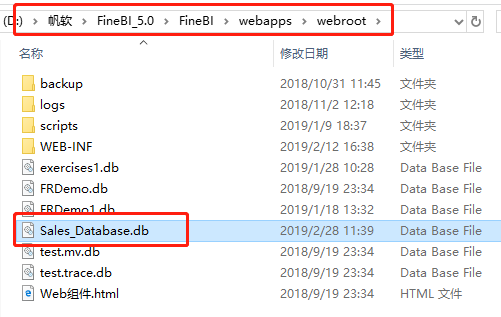 (D:) > 帆软 > FineBI_5.0 > FineBI > webapps > webroot >
名称 修改日期 类型
backup 2018/10/31 11:45 文件夹
logs 2018/11/2 12:18 文件夹
scripts 2019/1/9 18:37 文件夹
WEB-INF 2019/2/12 16:38 文件夹
exercises1.db 2019/1/28 10:28 Data Base File
FRDemo.db 2018/9/19 23:34 Data Base File
FRDemo1.db 2019/1/18 13:32 Data Base File
Sales_Database.db 2019/2/28 11:39 Data Base File
test.mv.db 2018/9/19 23:34 Data Base File
test.trace.db 2018/9/19 23:34 Data Base File
Web组件.html 2018/9/19 23:34 HTML 文件